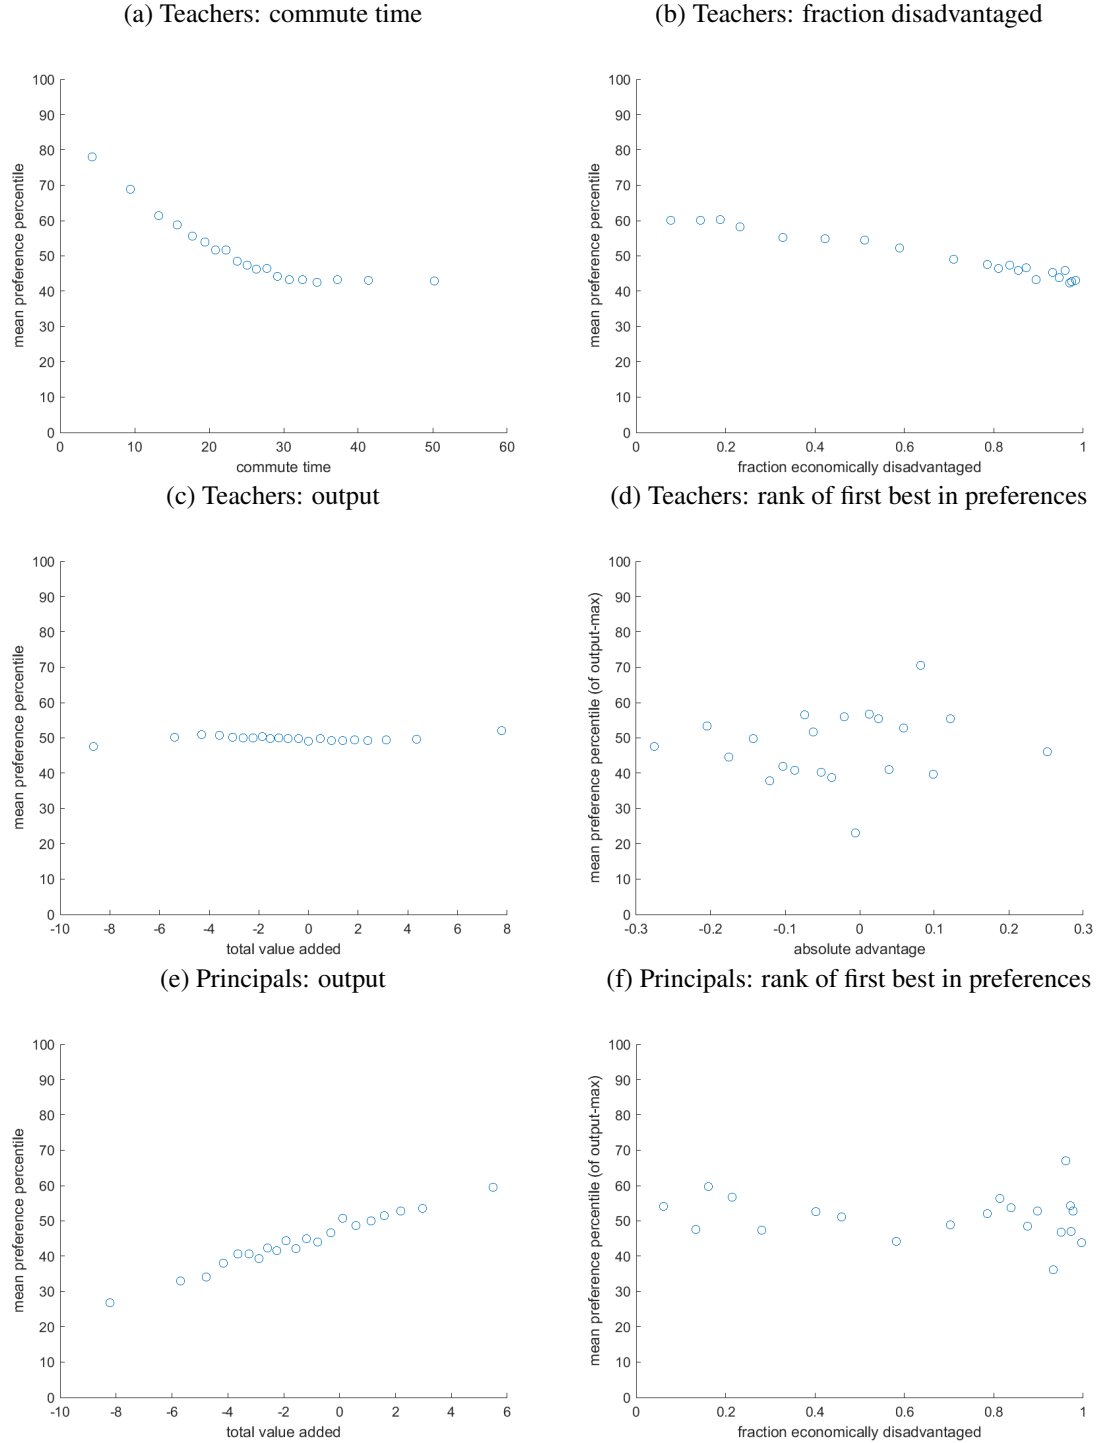 (a) Teachers: commute time
100
90
80
70
60
50
40
30
20
10
0
mean preference percentile
0 10 20 30 40 50 60
commute time
(b) Teachers: fraction disadvantaged
100
90
80
70
60
50
40
30
20
10
0
mean preference percentile
0 0.2 0.4 0.6 0.8 1
fraction economically disadvantaged
(c) Teachers: output
100
90
80
70
60
50
40
30
20
10
0
mean preference percentile
-10 -8 -6 -4 -2 0 2 4 6 8
total value added
(d) Teachers: rank of first best in preferences
100
90
80
70
60
50
40
30
20
10
0
mean preference percentile (of output-max)
-0.3 -0.2 -0.1 0 0.1 0.2 0.3
absolute advantage
(e) Principals: output
100
90
80
70
60
50
40
30
20
10
0
mean preference percentile
-10 -8 -6 -4 -2 0 2 4 6
total value added
(f) Principals: rank of first best in preferences
100
90
80
70
60
50
40
30
20
10
0
mean preference percentile (of output-max)
0 0.2 0.4 0.6 0.8 1
fraction economically disadvantaged